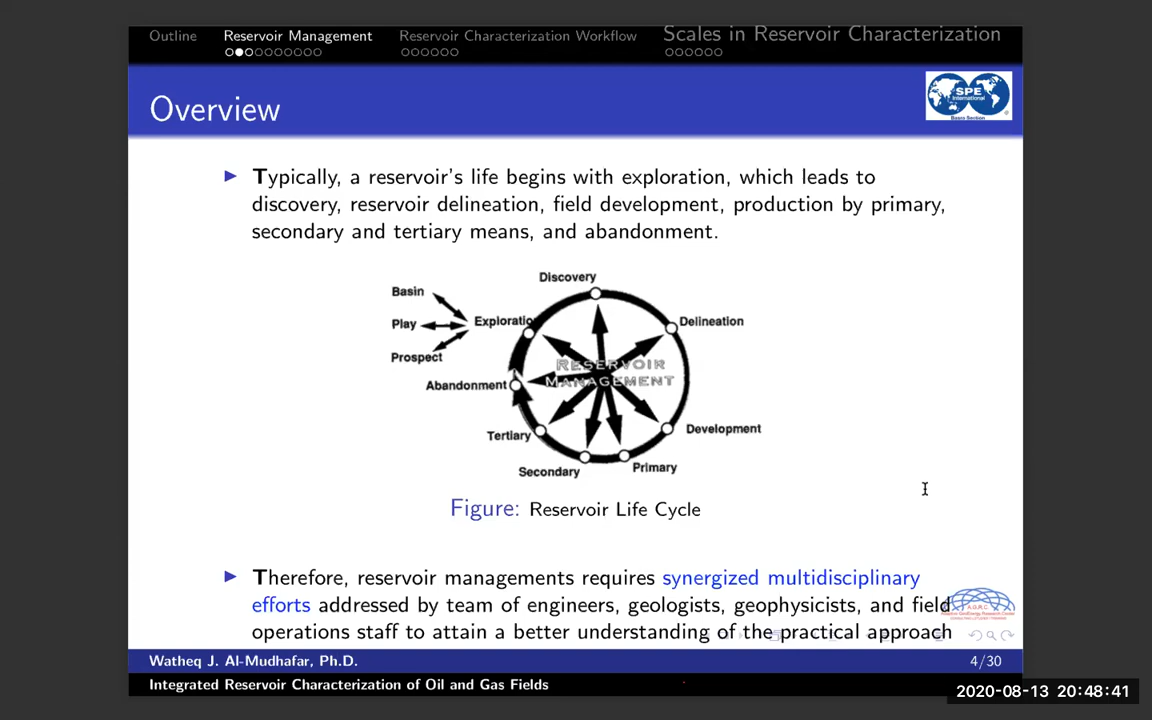 Outline
Reservoir Management
Reservoir Characterization Workflow
Scales in Reservoir Characterization
Overview
SPE
International
Basra Section
Typically, a reservoir's life begins with exploration, which leads to
discovery, reservoir delineation, field development, production by primary,
secondary and tertiary means, and abandonment.
Discovery
Basin
Play
Prospect
Exploratio
Delineation
RESERVOIR
MANAGEMENT
Abandonment
Tertiary
Development
Secondary
Primary
Figure: Reservoir Life Cycle
Therefore, reservoir managements requires synergized multidisciplinary
efforts addressed by team of engineers, geologists, geophysicists, and field
operations staff to attain a better understanding of the practical approach
A.G.R.C
Watheq J. Al-Mudhafar, Ph.D.
4/30
Integrated Reservoir Characterization of Oil and Gas Fields
2020-08-13 20:48:41